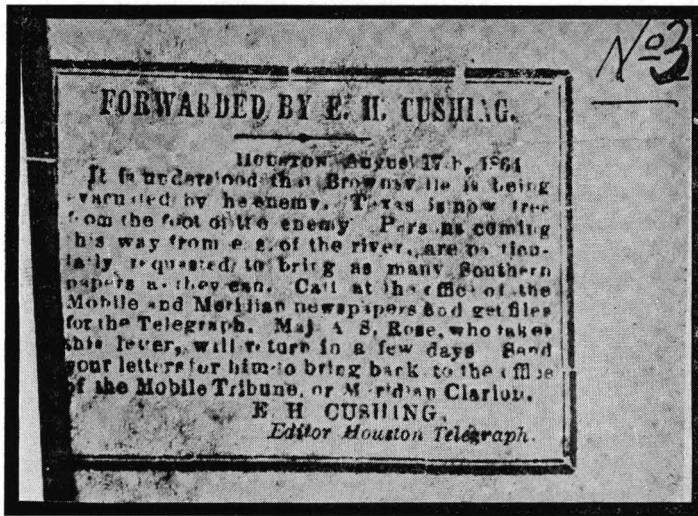 No 3
FORWARDED BY E. H. CUSHING.
HOUSTON, August 17th, 1864
It is understood that Brownsville is being
evacuated by he enemy. Texas is now free
from the foot of the enemy Persons coming
this way from of the river, are particu-
larly requested to bring as many Southern
papers as they can. Call at the office of the
Mobile and Meridian newspapers and get files
for the Telegraph. Maj A S. Rose, who takes
this letter, will return in a few days Send
your letters for him to bring back to the office
of the Mobile Tribune, or Meridian Clarion.
E H CUSHING,
Editor Houston Telegraph.